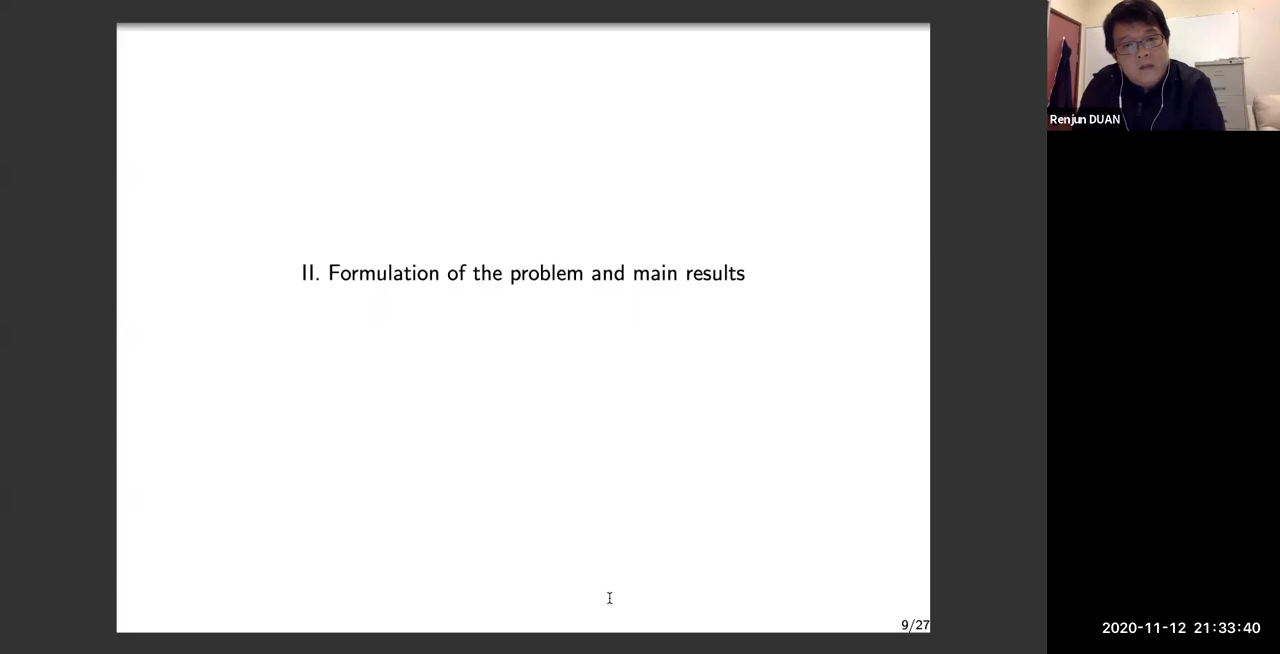 II. Formulation of the problem and main results
9/27
Renjun DUAN
2020-11-12 21:33:40